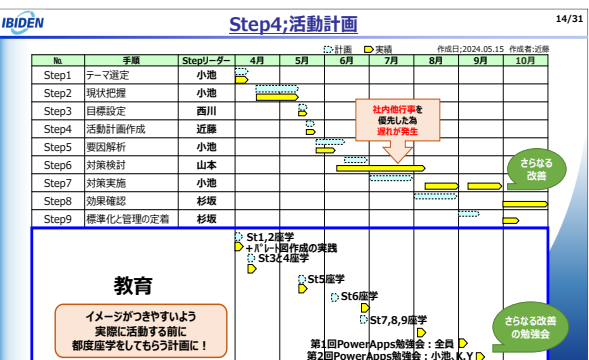 IBIDEN
Step4;活動計画
14/31
計画 実績 作成日;2024.05.15 作成者:近藤
№ 手順 Stepリーダー 4月 5月 6月 7月 8月 9月 10月
Step1 テーマ選定 小池
Step2 現状把握 小池
Step3 目標設定 西川
Step4 活動計画作成 近藤
Step5 要因解析 小池
Step6 対策検討 山本
Step7 対策実施 小池
Step8 効果確認 杉坂
Step9 標準化と管理の定着 杉坂
社内他行事を
優先した為
遅れが発生
さらなる
改善
教育
イメージがつきやすいよう
実際に活動する前に
都度座学をしてもらう計画に!
St1,2座学
+パレート図作成の実践
St3と4座学
St5座学
St6座学
St7,8,9座学
第1回PowerApps勉強会:全員
第2回PowerApps勉強会:小池、K.Y
さらなる改善
の勉強会